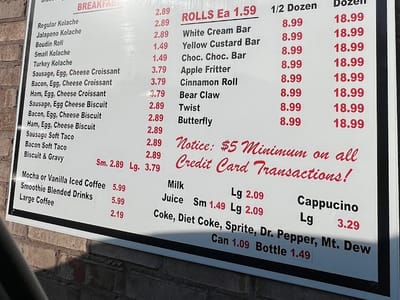 BREAKFA
Regular Kolache 2.89
Jalapeno Kolache 2.89
Boudin Roll 2.89
Small Kolache 1.49
Turkey Kolache 1.49
Sausage, Egg, Cheese Croissant 3.79
Bacon, Egg, Cheese Croissant 3.79
Ham, Egg, Cheese Croissant 3.79
Sausage, Egg Cheese Biscuit 2.89
Bacon, Egg, Cheese Biscuit 2.89
Ham, Egg, Cheese Biscuit 2.89
Sausage Soft Taco 2.89
Bacon Soft Taco 2.89
Biscuit & Gravy Sm. 2.89 Lg. 3.79
Mocha or Vanilla Iced Coffee 5.99
Smoothie Blended Drinks 5.99
Large Coffee 2.19
ROLLS Ea 1.59 1/2 Dozen Dozen
White Cream Bar 8.99 18.99
Yellow Custard Bar 8.99 18.99
Choc. Choc. Bar 8.99 18.99
Apple Fritter 8.99 18.99
Cinnamon Roll 8.99 18.99
Bear Claw 8.99 18.99
Twist 8.99 18.99
Butterfly 8.99 18.99
Notice: $5 Minimum on all
Credit Card Transactions!
Milk Lg 2.09
Juice Sm 1.49 Lg 2.09
Cappucino
Lg 3.29
Coke, Diet Coke, Sprite, Dr. Pepper, Mt. Dew
Can 1.09 Bottle 1.49